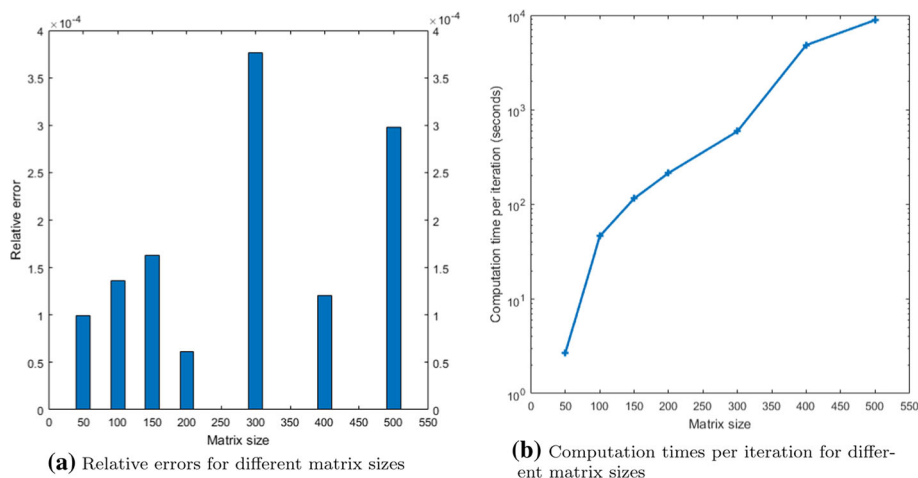 ×10⁻⁴
×10⁻⁴
4
3.5
3
2.5
2
1.5
1
0.5
0
4
3.5
3
2.5
2
1.5
1
0.5
0
Relative error
0 50 100 150 200 250 300 350 400 450 500 550
Matrix size
(a) Relative errors for different matrix sizes
10⁴
10³
10²
10¹
10⁰
Computation time per iteration (seconds)
0 50 100 150 200 250 300 350 400 450 500 550
Matrix size
(b) Computation times per iteration for differ-
ent matrix sizes